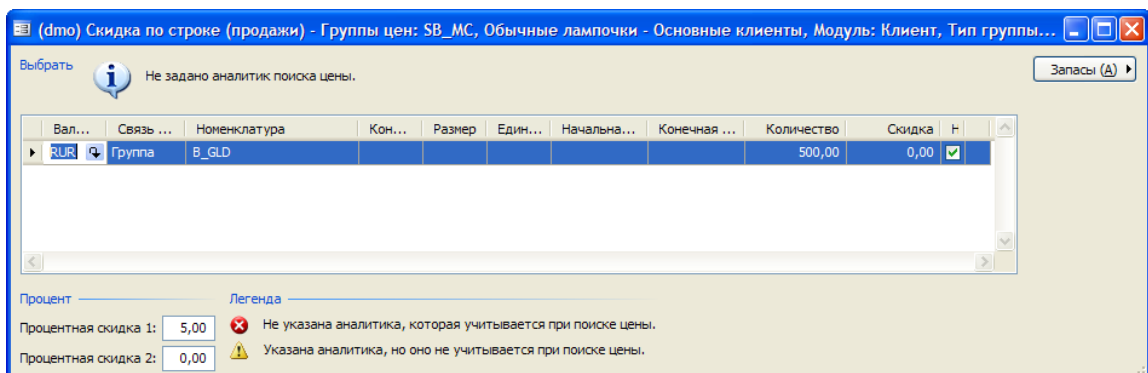 (dmo) Скидка по строке (продажи) - Группы цен: SB_MC, Обычные лампочки - Основные клиенты, Модуль: Клиент, Тип группы...
Выбрать
Не задано аналитик поиска цены.
Запасы (A)
Вал... Связь ... Номенклатура Кон... Размер Един... Начальна... Конечная ... Количество Скидка Н
RUR Группа B_GLD 500,00 0,00
Процент Легенда
Процентная скидка 1: 5,00 Не указана аналитика, которая учитывается при поиске цены.
Процентная скидка 2: 0,00 Указана аналитика, но оно не учитывается при поиске цены.